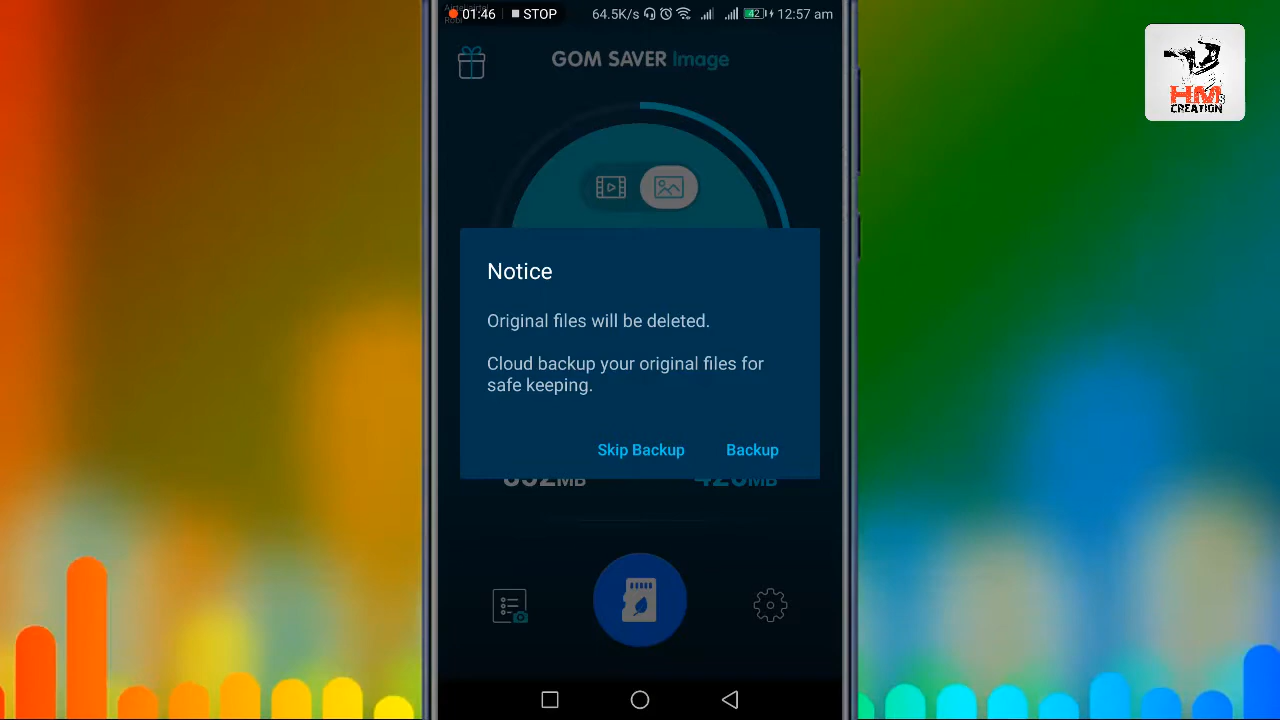 01:46 STOP 64.5K/s 42 12:57 am
GOM SAVER Image
HM
CREATION
Notice
Original files will be deleted.
Cloud backup your original files for
safe keeping.
Skip Backup Backup